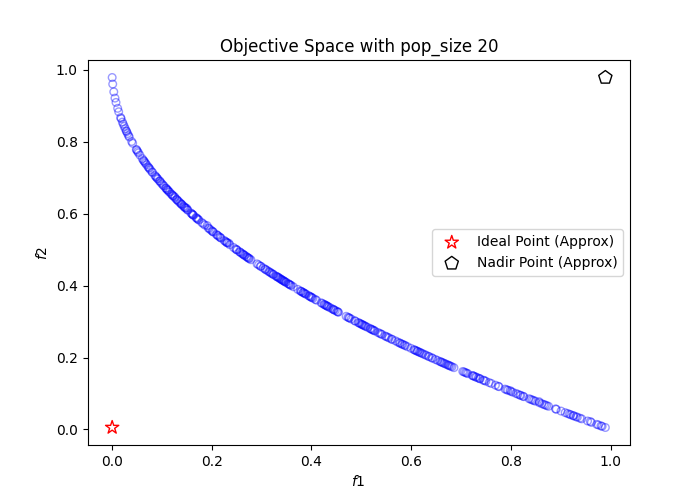 Objective Space with pop_size 20
1.0
0.8
0.6
0.4
0.2
0.0
f2
Ideal Point (Approx)
Nadir Point (Approx)
0.0 0.2 0.4 0.6 0.8 1.0
f1